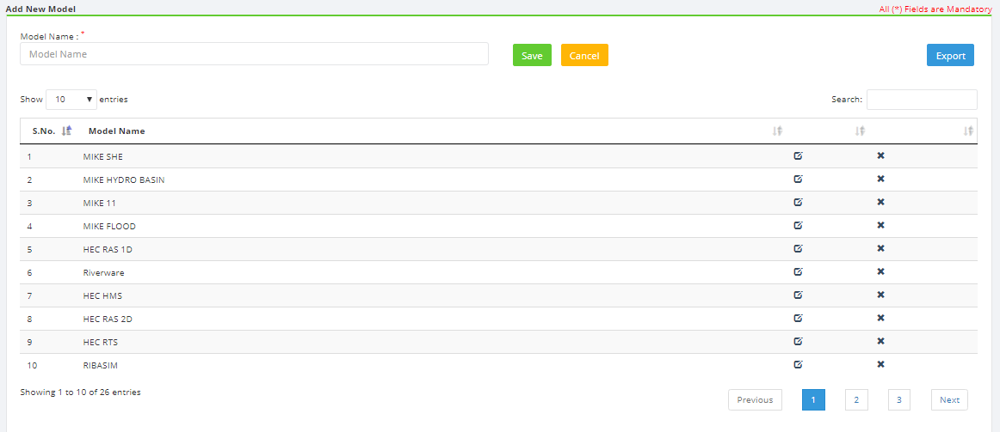 Add New Model All (*) Fields are Mandatory
Model Name : *
Model Name Save Cancel Export
Show 10 entries Search:
S.No. Model Name
1 MIKE SHE
2 MIKE HYDRO BASIN
3 MIKE 11
4 MIKE FLOOD
5 HEC RAS 1D
6 Riverware
7 HEC HMS
8 HEC RAS 2D
9 HEC RTS
10 RIBASIM
Showing 1 to 10 of 26 entries
Previous 1 2 3 Next